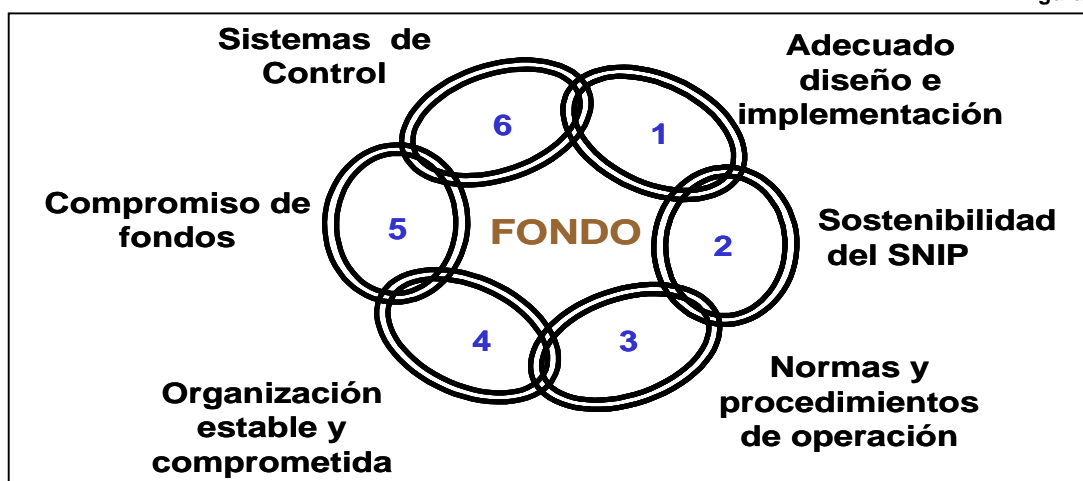 Sistemas de
Control
Adecuado
diseño e
implementación
6
1
Compromiso de
fondos
5
FONDO
2
Sostenibilidad
del SNIP
4
3
Organización
estable y
comprometida
Normas y
procedimientos
de operación